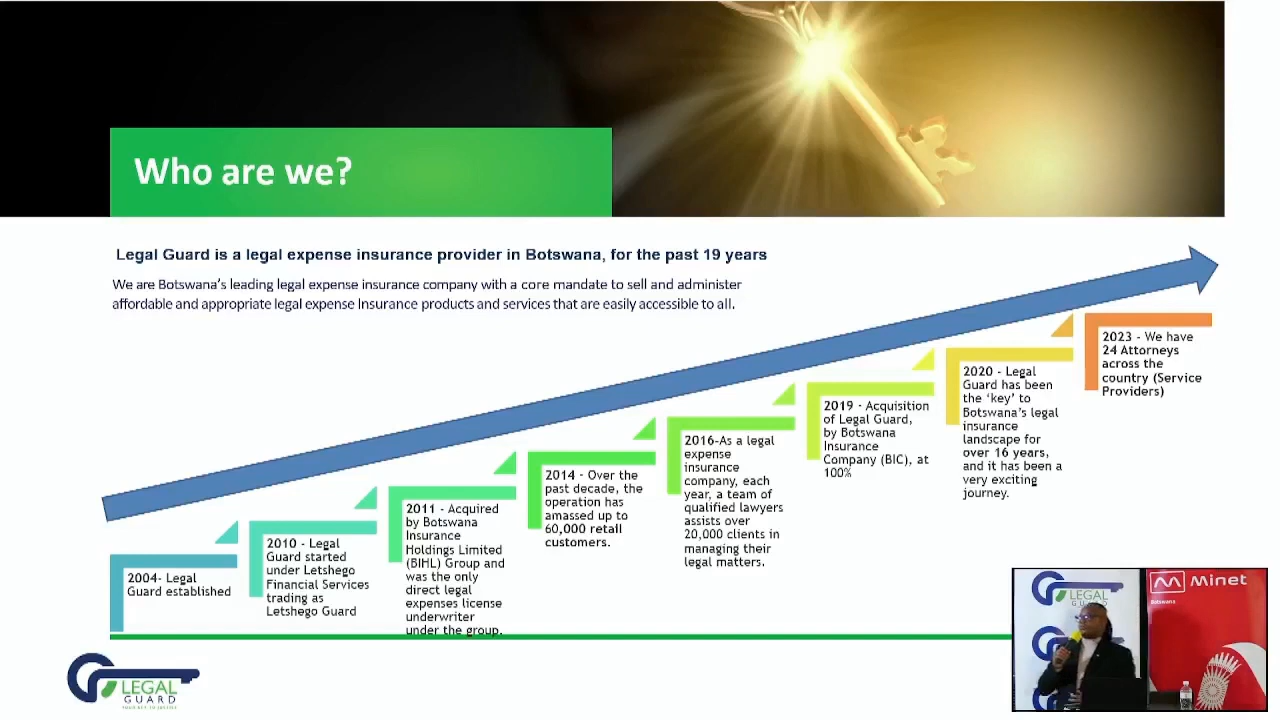 Who are we?
Legal Guard is a legal expense insurance provider in Botswana, for the past 19 years
We are Botswana's leading legal expense insurance company with a core mandate to sell and administer
affordable and appropriate legal expense Insurance products and services that are easily accessible to all.
2004- Legal
Guard established
2010 - Legal
Guard started
under Letshego
Financial Services
trading as
Letshego Guard
2011 - Acquired
by Botswana
Insurance
Holdings Limited
(BIHL) Group and
was the only
direct legal
expenses license
underwriter
under the group.
2014 - Over the
past decade, the
operation has
amassed up to
60,000 retail
customers.
2016-As a legal
expense
insurance
company, each
year, a team of
qualified lawyers
assists over
20,000 clients in
managing their
legal matters.
2019 - Acquisition
of Legal Guard,
by Botswana
Insurance
Company (BIC), at
100%
2020 - Legal
Guard has been
the 'key' to
Botswana's legal
insurance
landscape for
over 16 years,
and it has been a
very exciting
journey.
2023 - We have
24 Attorneys
across the
country (Service
Providers)
LEGAL
GUARD
LEGAL
GUARD
Minet
Botswana